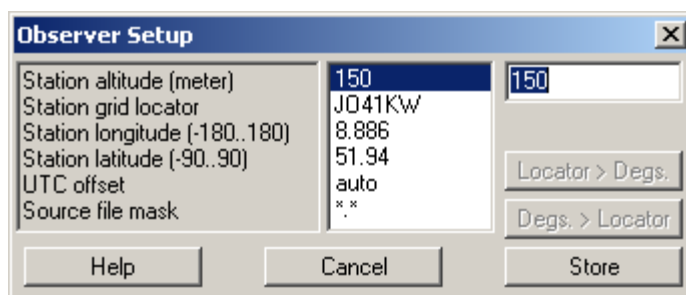 Observer Setup
Station altitude (meter) 150 150
Station grid locator JO41KW
Station longitude (-180..180) 8.886
Station latitude (-90..90) 51.94
UTC offset auto
Source file mask *.*
Locator > Degs.
Degs. > Locator
Help Cancel Store